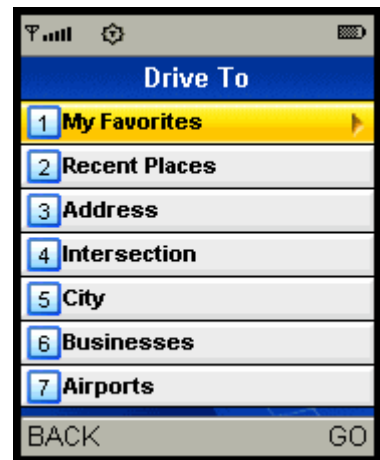 Drive To
1 My Favorites
2 Recent Places
3 Address
4 Intersection
5 City
6 Businesses
7 Airports
BACK GO